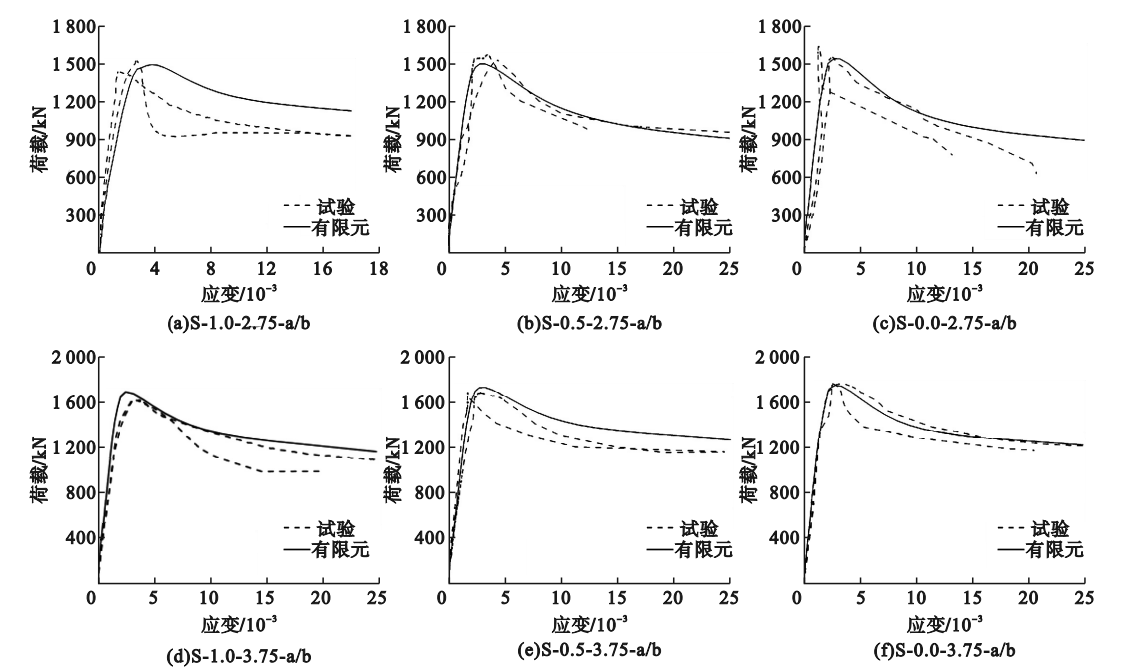 1 800
1 500
1 200
900
600
300
0
4
8
12
16
18
荷载/kN
应变/10⁻³
试验
有限元
(a)S-1.0-2.75-a/b
1 800
1 500
1 200
900
600
300
0
5
10
15
20
25
荷载/kN
应变/10⁻³
试验
有限元
(b)S-0.5-2.75-a/b
1 800
1 500
1 200
900
600
300
0
5
10
15
20
25
荷载/kN
应变/10⁻³
试验
有限元
(c)S-0.0-2.75-a/b
2 000
1 600
1 200
800
400
0
5
10
15
20
25
荷载/kN
应变/10⁻³
试验
有限元
(d)S-1.0-3.75-a/b
2 000
1 600
1 200
800
400
0
5
10
15
20
25
荷载/kN
应变/10⁻³
试验
有限元
(e)S-0.5-3.75-a/b
2 000
1 600
1 200
800
400
0
5
10
15
20
25
荷载/kN
应变/10⁻³
试验
有限元
(f)S-0.0-3.75-a/b